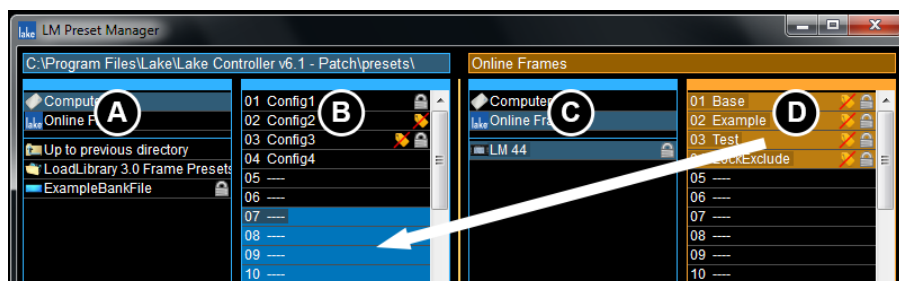 lake LM Preset Manager
C:\Program Files\Lake\Lake Controller v6.1 - Patch\presets\
Online Frames
Computer
lake Online F
Up to previous directory
LoadLibrary 3.0 Frame Presets
ExampleBankFile
A
01 Config1
02 Config2
03 Config3
04 Config4
05 ----
06 ----
07 ----
08 ----
09 ----
10 ----
B
Computer
lake Online Fra
LM 44
C
01 Base
02 Example
03 Test
LockExclude
05 ----
06 ----
07 ----
08 ----
09 ----
10 ----
D